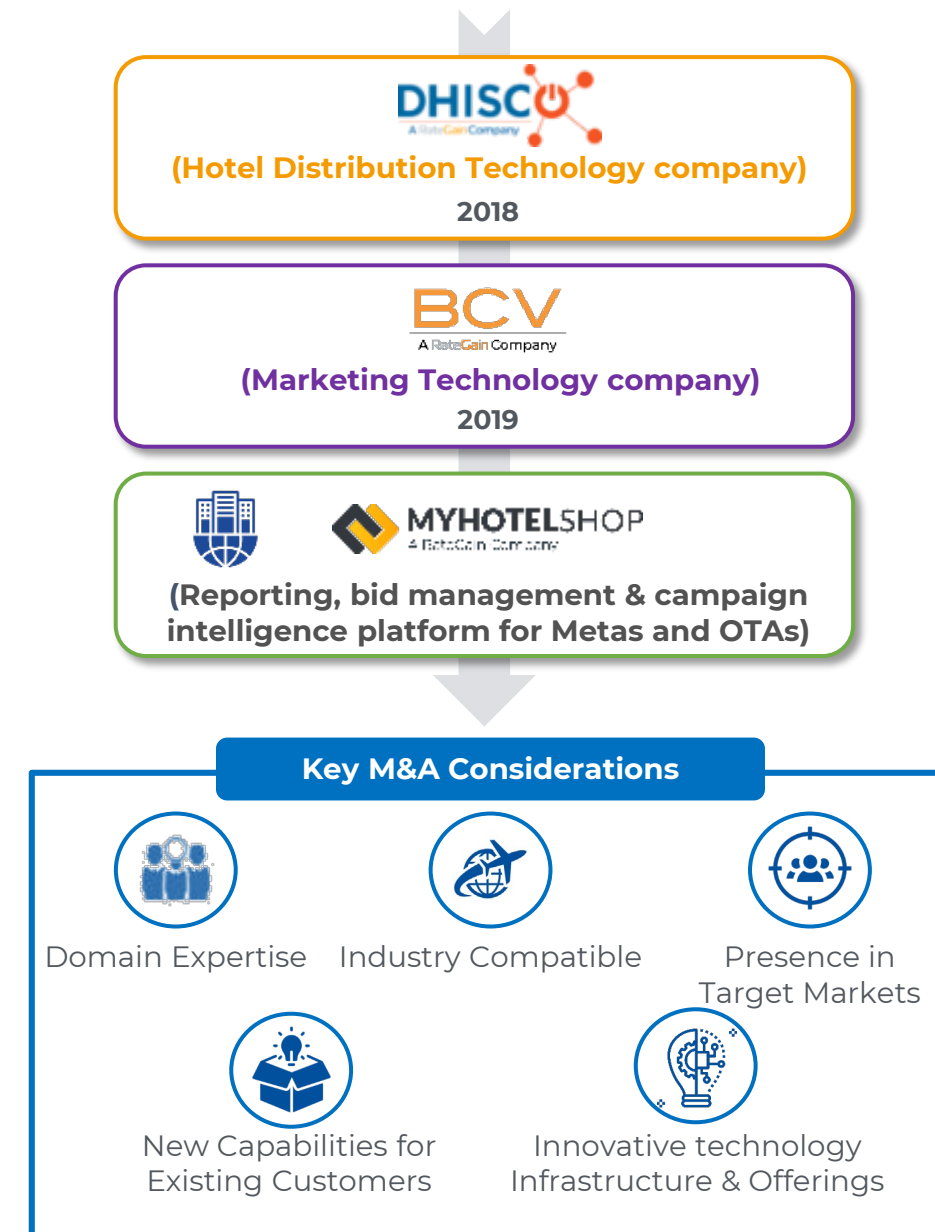 DHISCO
A RateGain Company
(Hotel Distribution Technology company)
2018
BCV
A RateGain Company
(Marketing Technology company)
2019
MYHOTELSHOP
A RateGain Company
(Reporting, bid management & campaign
intelligence platform for Metas and OTAs)
Key M&A Considerations
Domain Expertise
Industry Compatible
Presence in
Target Markets
New Capabilities for
Existing Customers
Innovative technology
Infrastructure & Offerings